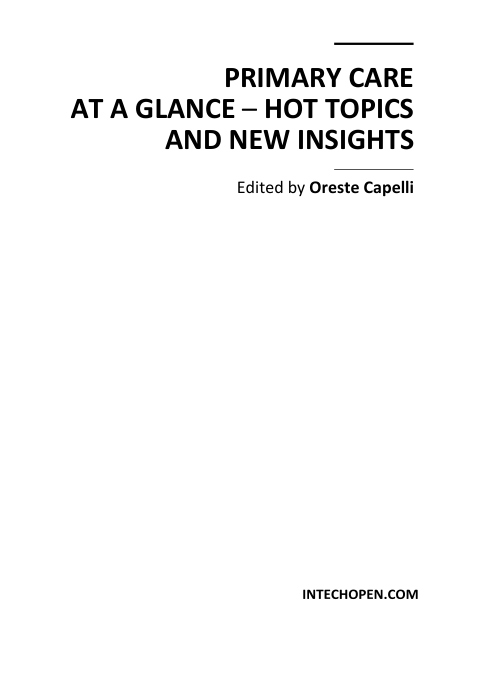 PRIMARY CARE
AT A GLANCE – HOT TOPICS
AND NEW INSIGHTS
Edited by Oreste Capelli
INTECHOPEN.COM